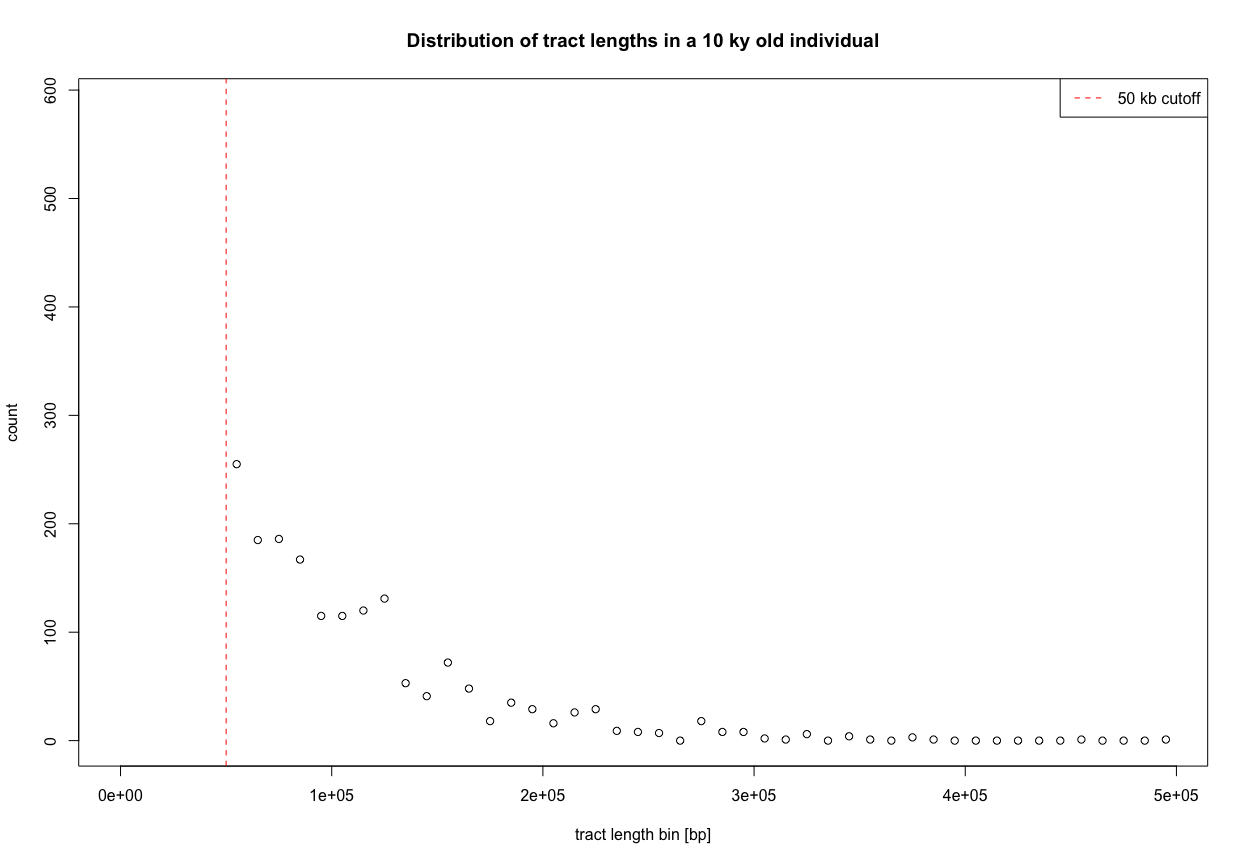 Distribution of tract lengths in a 10 ky old individual
50 kb cutoff
600
500
400
300
200
100
0
count
0e+00 1e+05 2e+05 3e+05 4e+05 5e+05
tract length bin [bp]